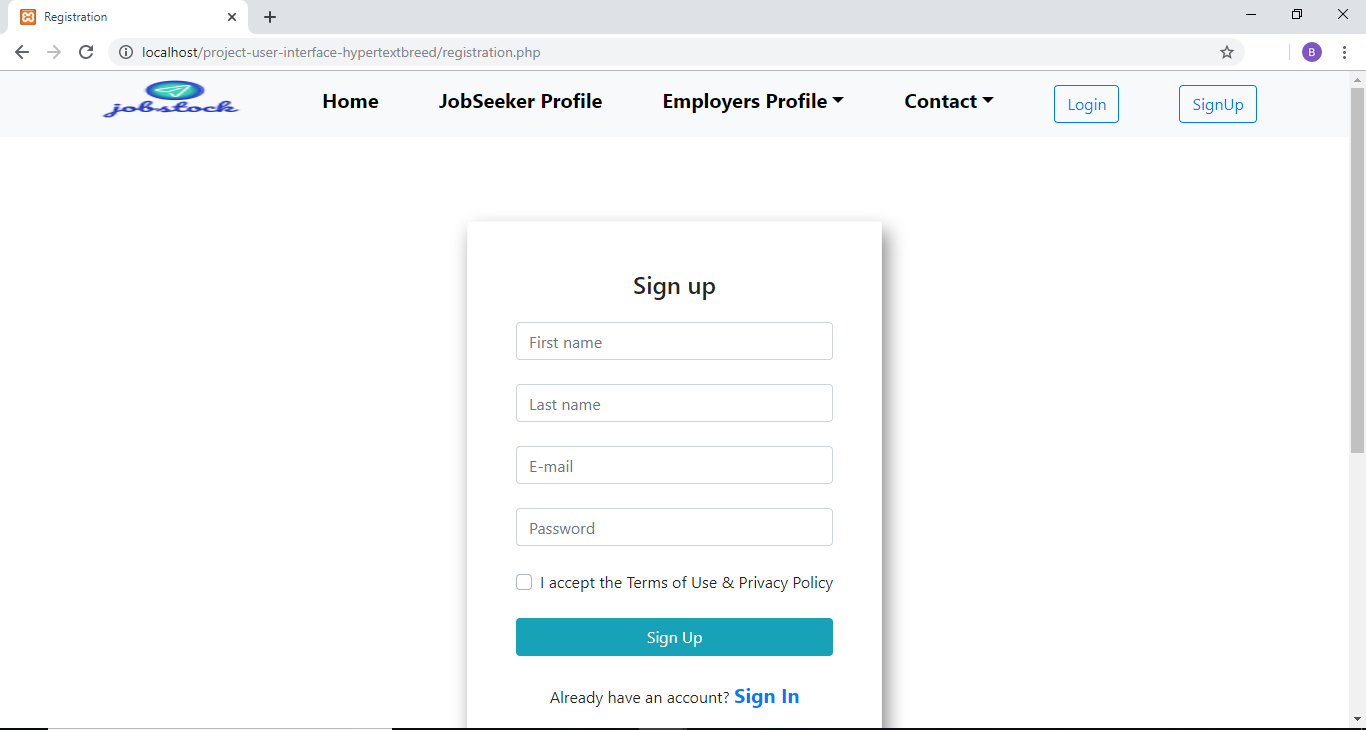 Registration
localhost/project-user-interface-hypertextbreed/registration.php
B
jobstock
Home
JobSeeker Profile
Employers Profile
Contact
Login
SignUp
Sign up
First name
Last name
E-mail
Password
I accept the Terms of Use & Privacy Policy
Sign Up
Already have an account? Sign In